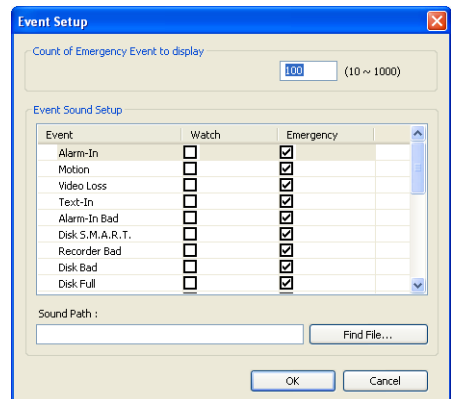 Event Setup
Count of Emergency Event to display
100 (10 ~ 1000)
Event Sound Setup
Event Watch Emergency
Alarm-In
Motion
Video Loss
Text-In
Alarm-In Bad
Disk S.M.A.R.T.
Recorder Bad
Disk Bad
Disk Full
Sound Path :
Find File...
OK Cancel